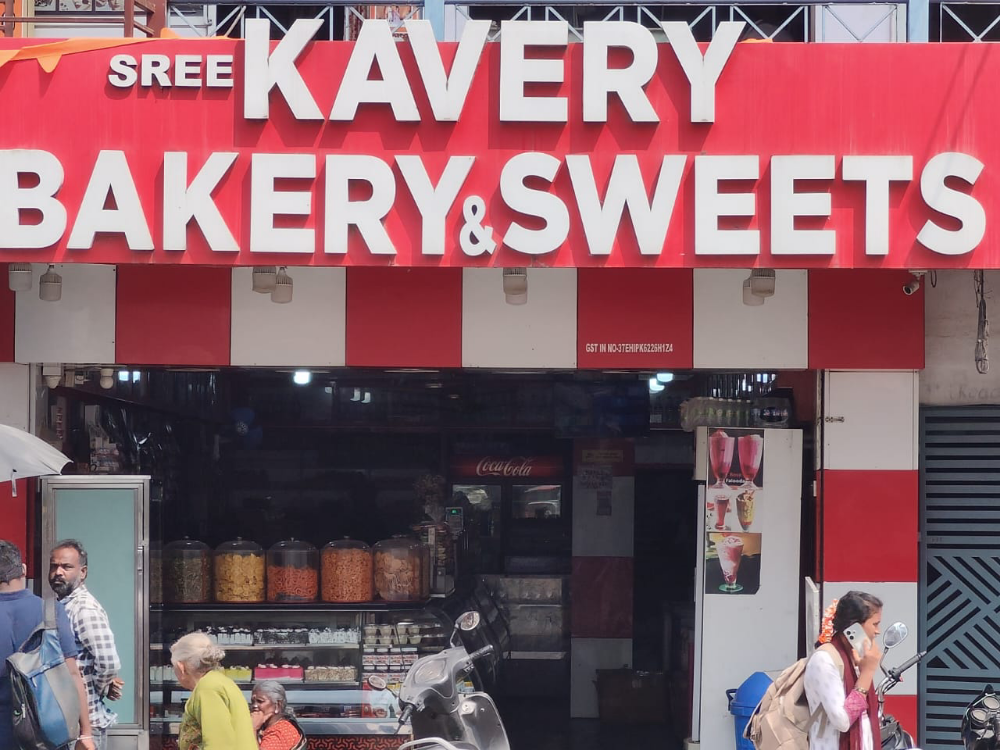 SREE KAVERY
BAKERY & SWEETS
GST IN NO-37EHIPK6226H1Z4
Coca-Cola